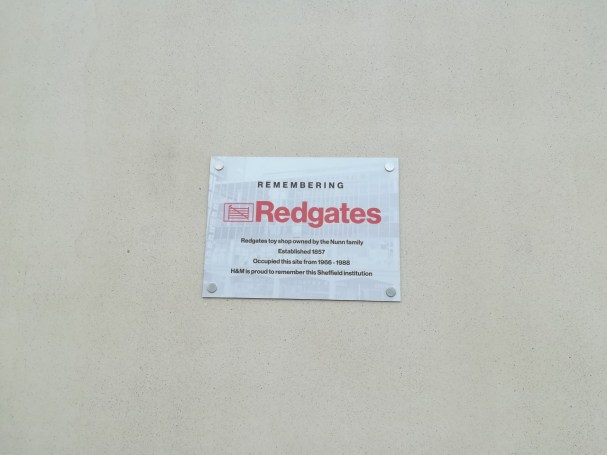 REMEMBERING
Redgates
Redgates toy shop owned by the Nunn family
Established 1857
Occupied this site from 1966 - 1988
H&M is proud to remember this Sheffield institution